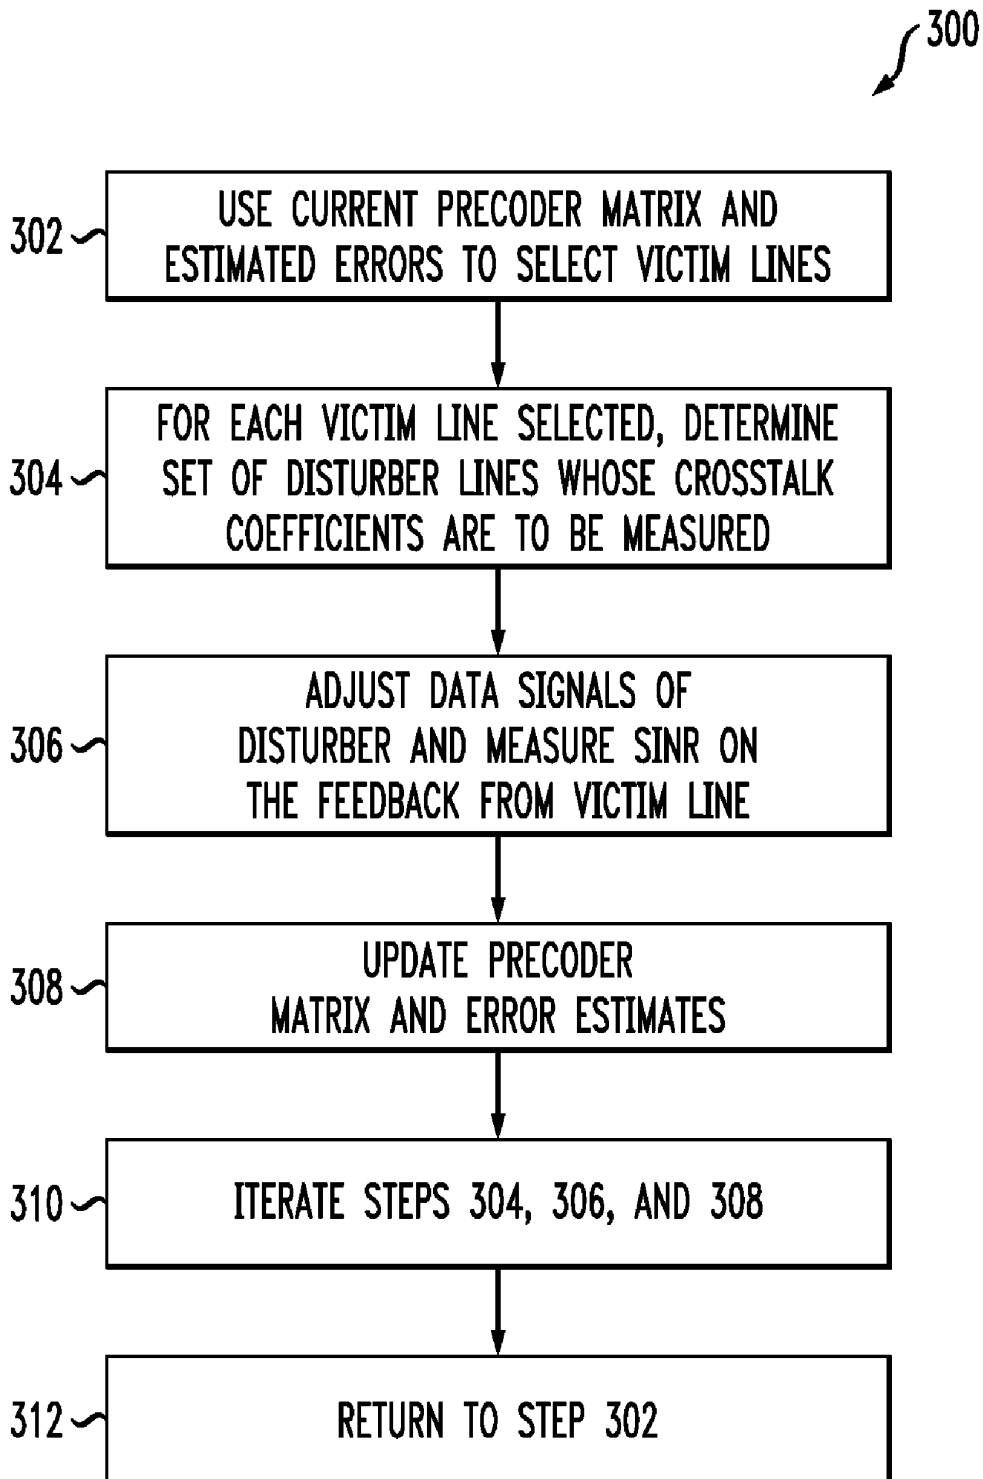 300
302
USE CURRENT PRECODER MATRIX AND
ESTIMATED ERRORS TO SELECT VICTIM LINES
304
FOR EACH VICTIM LINE SELECTED, DETERMINE
SET OF DISTURBER LINES WHOSE CROSSTALK
COEFFICIENTS ARE TO BE MEASURED
306
ADJUST DATA SIGNALS OF
DISTURBER AND MEASURE SINR ON
THE FEEDBACK FROM VICTIM LINE
308
UPDATE PRECODER
MATRIX AND ERROR ESTIMATES
310
ITERATE STEPS 304, 306, AND 308
312
RETURN TO STEP 302